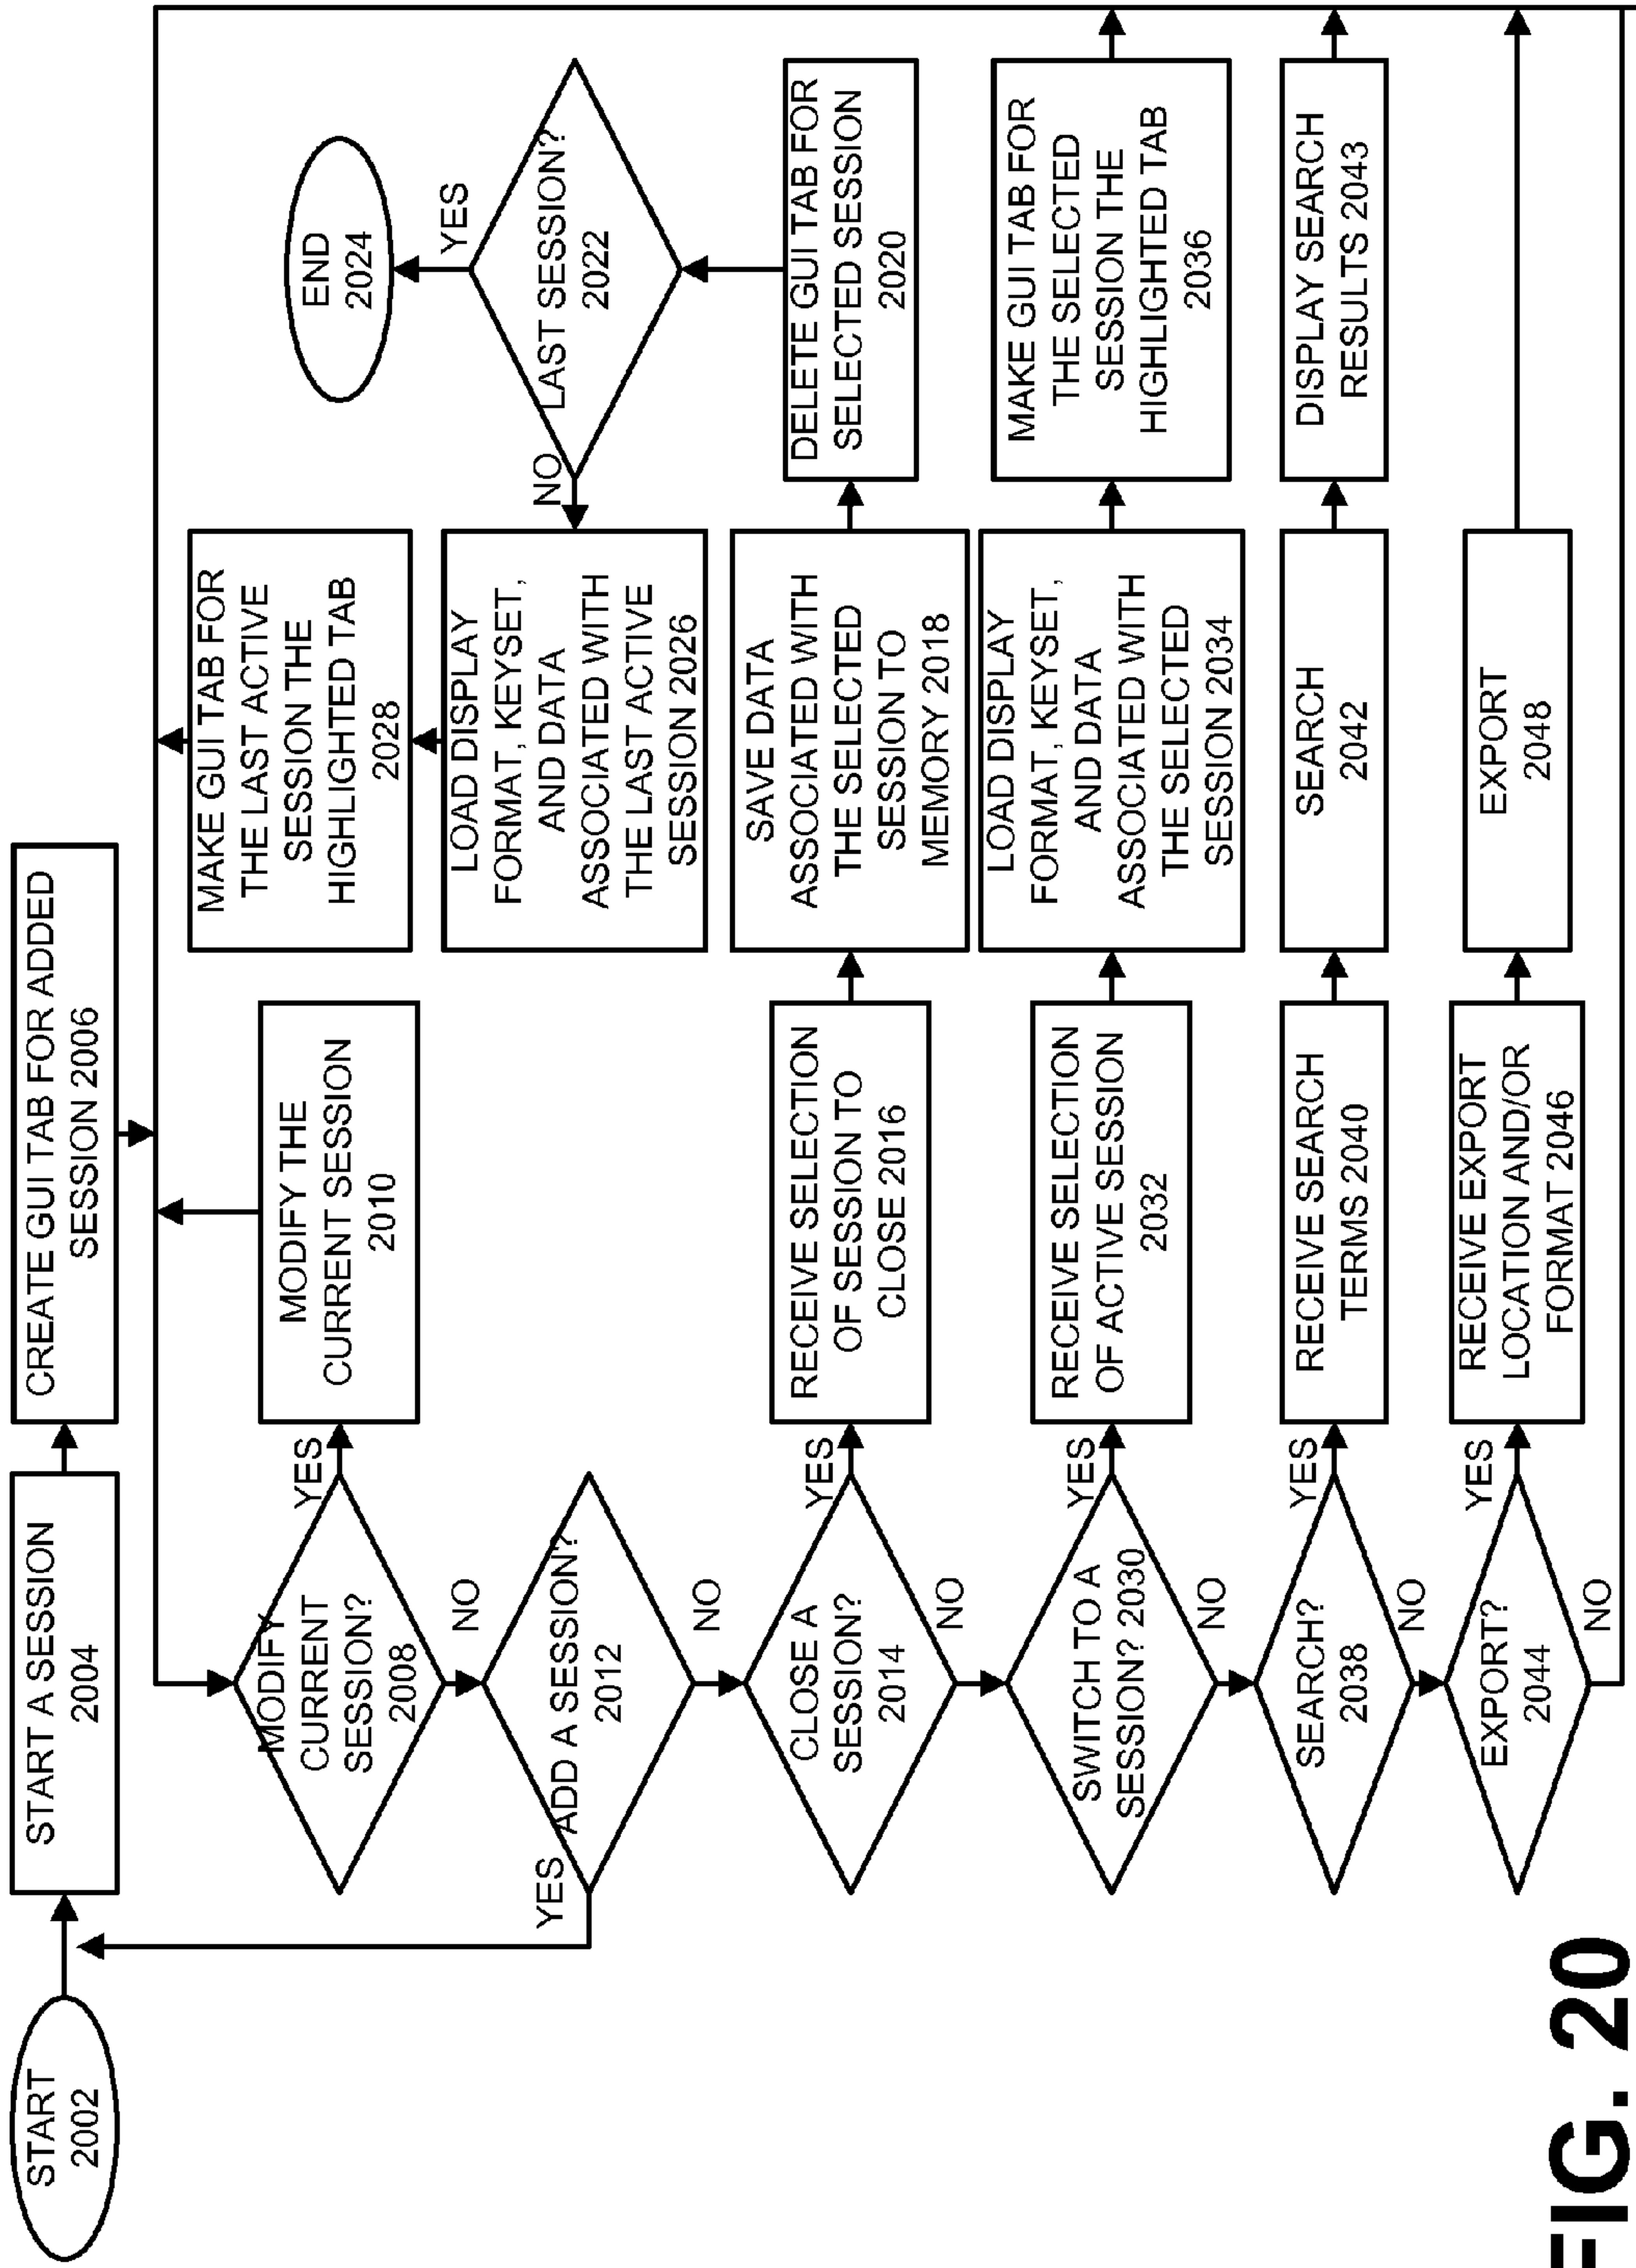 START
2002
START A SESSION
2004
CREATE GUI TAB FOR ADDED
SESSION 2006
MODIFY
CURRENT
SESSION?
2008
YES
NO
MODIFY THE
CURRENT SESSION
2010
MAKE GUI TAB FOR
THE LAST ACTIVE
SESSION THE
HIGHLIGHTED TAB
2028
END
2024
YES
LAST SESSION?
2022
NO
YES
ADD A SESSION?
2012
NO
LOAD DISPLAY
FORMAT, KEYSET,
AND DATA
ASSOCIATED WITH
THE LAST ACTIVE
SESSION 2026
CLOSE A
SESSION?
2014
YES
NO
RECEIVE SELECTION
OF SESSION TO
CLOSE 2016
SAVE DATA
ASSOCIATED WITH
THE SELECTED
SESSION TO
MEMORY 2018
DELETE GUI TAB FOR
SELECTED SESSION
2020
SWITCH TO A
SESSION? 2030
YES
NO
RECEIVE SELECTION
OF ACTIVE SESSION
2032
LOAD DISPLAY
FORMAT, KEYSET,
AND DATA
ASSOCIATED WITH
THE SELECTED
SESSION 2034
MAKE GUI TAB FOR
THE SELECTED
SESSION THE
HIGHLIGHTED TAB
2036
SEARCH?
2038
YES
NO
RECEIVE SEARCH
TERMS 2040
SEARCH
2042
DISPLAY SEARCH
RESULTS 2043
EXPORT?
2044
YES
NO
RECEIVE EXPORT
LOCATION AND/OR
FORMAT 2046
EXPORT
2048
FIG. 20